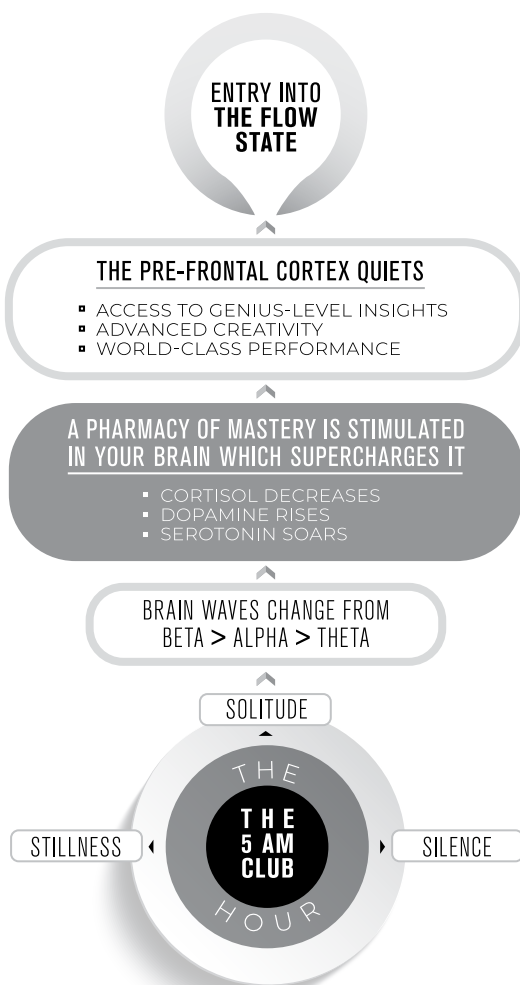 ENTRY INTO
THE FLOW
STATE
THE PRE-FRONTAL CORTEX QUIETS
▪ ACCESS TO GENIUS-LEVEL INSIGHTS
▪ ADVANCED CREATIVITY
▪ WORLD-CLASS PERFORMANCE
A PHARMACY OF MASTERY IS STIMULATED
IN YOUR BRAIN WHICH SUPERCHARGES IT
▪ CORTISOL DECREASES
▪ DOPAMINE RISES
▪ SEROTONIN SOARS
BRAIN WAVES CHANGE FROM
BETA > ALPHA > THETA
SOLITUDE
THE
STILLNESS
THE
5 AM
CLUB
SILENCE
HOUR